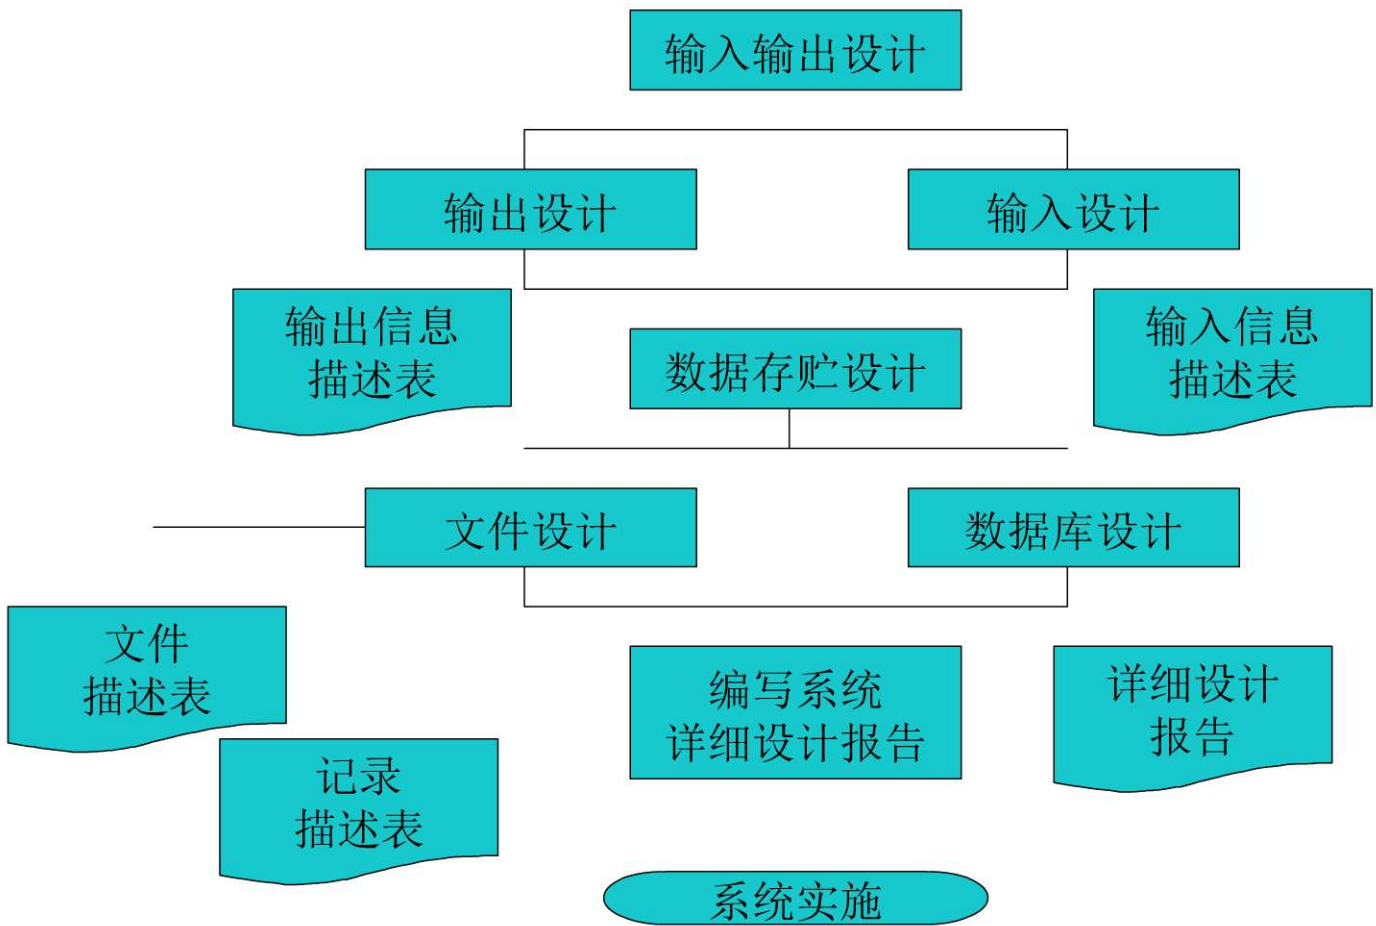 输入输出设计
输出设计
输入设计
输出信息
描述表
数据存贮设计
输入信息
描述表
文件设计
数据库设计
文件
描述表
编写系统
详细设计报告
详细设计
报告
记录
描述表
系统实施